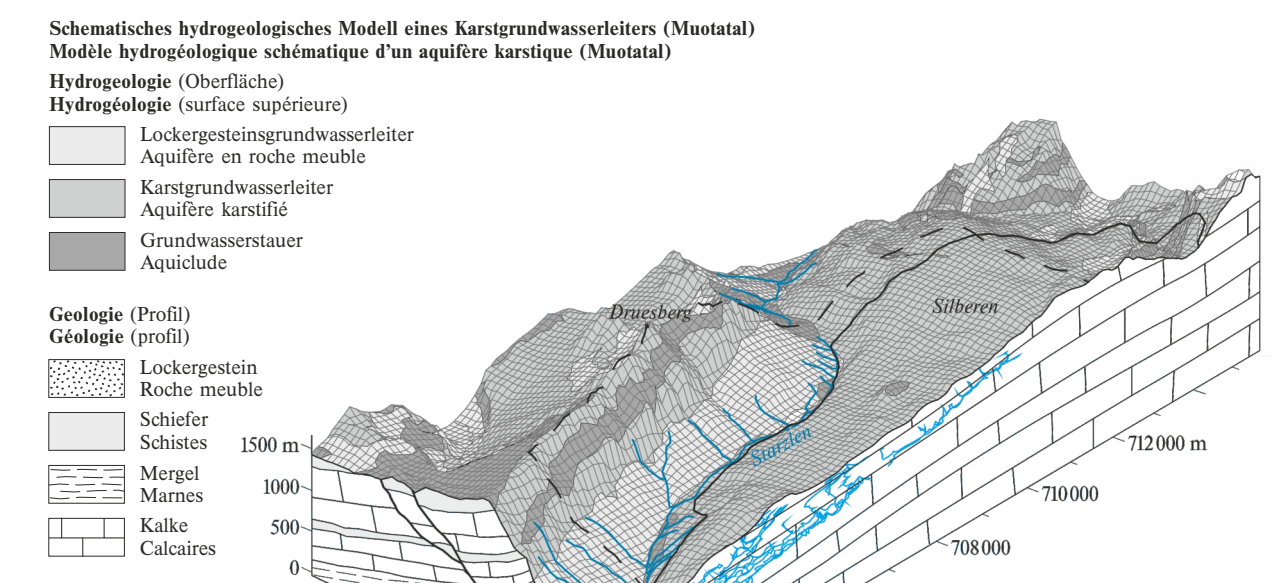 Schematisches hydrogeologisches Modell eines Karstgrundwasserleiters (Muotatal)
Modèle hydrogéologique schématique d'un aquifère karstique (Muotatal)
Hydrogeologie (Oberfläche)
Hydrogéologie (surface supérieure)
Lockergesteinsgrundwasserleiter
Aquifère en roche meuble
Karstgrundwasserleiter
Aquifère karstifié
Grundwasserstauer
Aquiclude
Geologie (Profil)
Géologie (profil)
Lockergestein
Roche meuble
Schiefer
Schistes
Mergel
Marnes
Kalke
Calcaires
1500 m
1000
500
0
Druesberg
Silberen
Starzlen
712 000 m
710 000
708 000